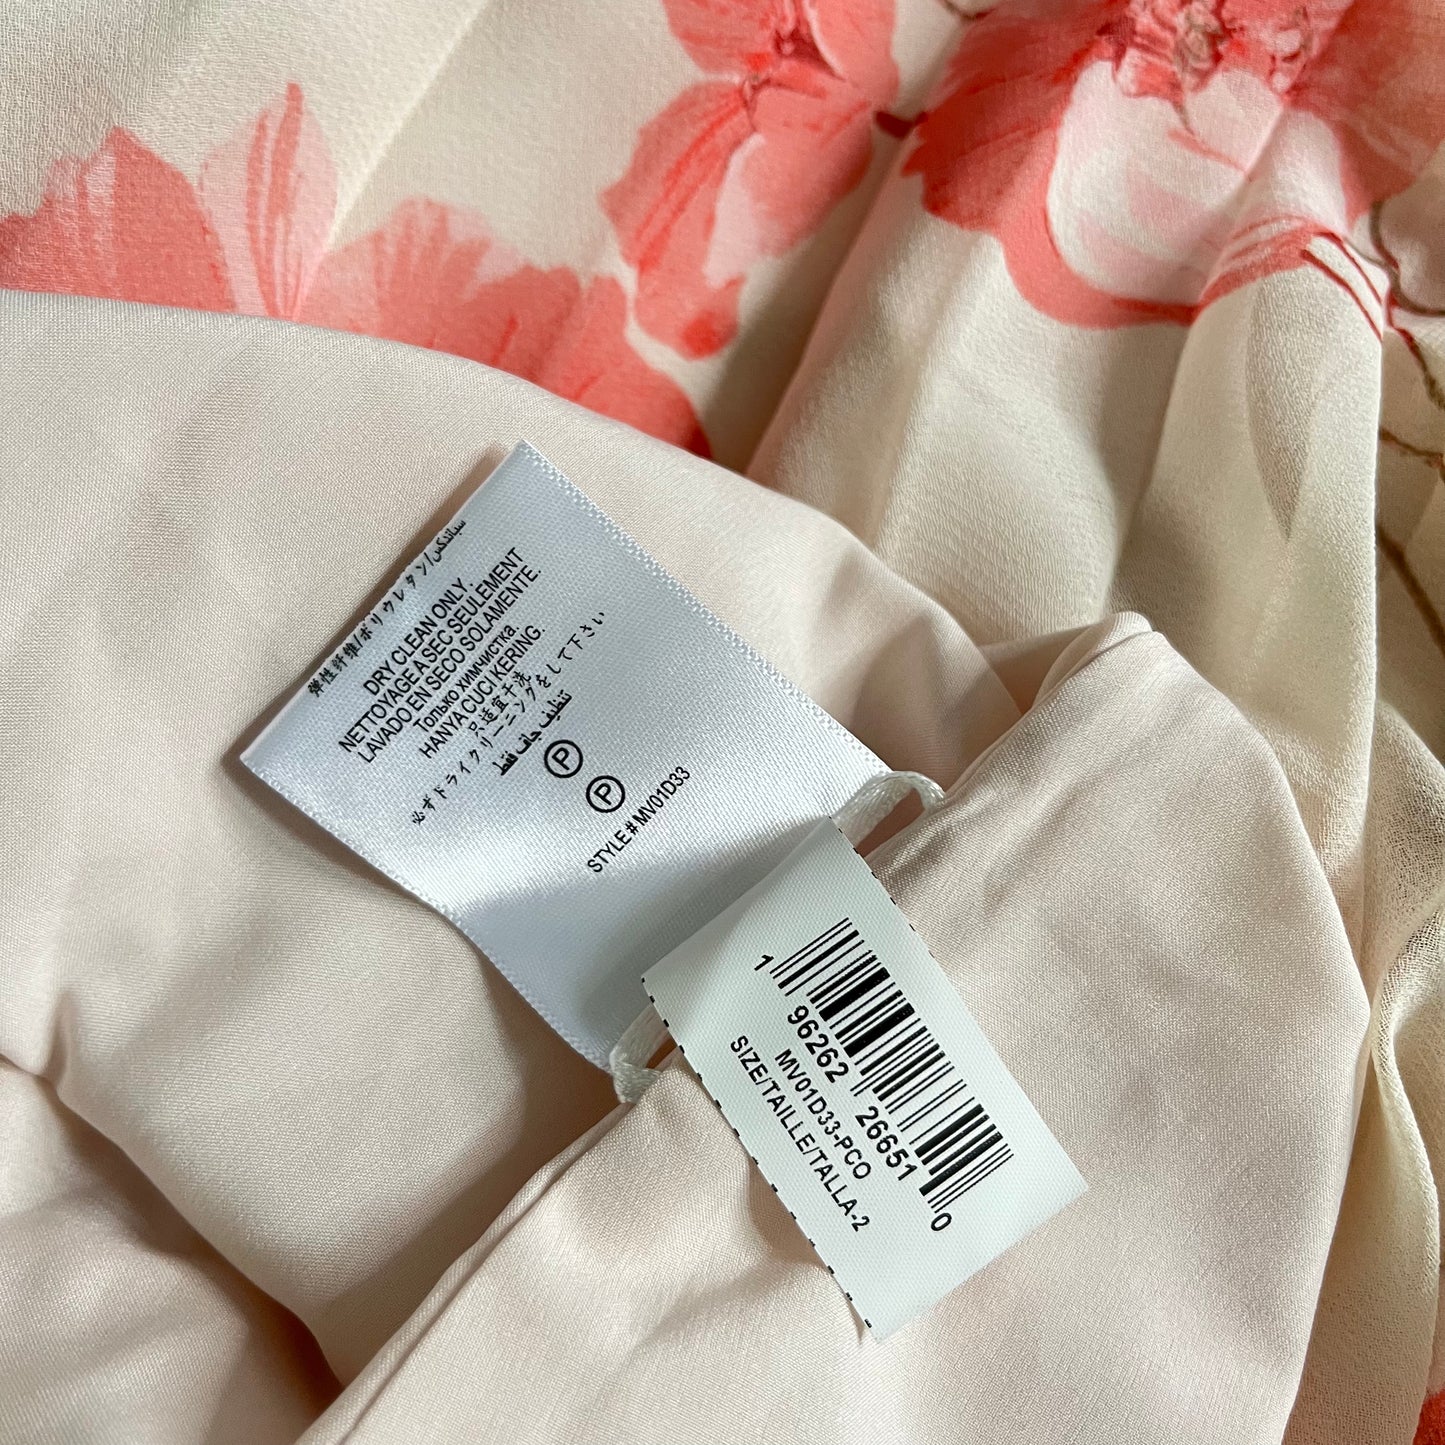 弹性纤维/ポリウレタン/سباندكس
DRY CLEAN ONLY.
NETTOYAGE A SEC SEULEMENT
LAVADO EN SECO SOLAMENTE.
Только химчистка.
HANYA CUCI KERING.
只适宜干洗
必ずドライクリーニングをして下さい
تنظيف جاف فقط
P
P
STYLE # MV01D33
1 96262 26651 0
MV01D33-PCO
SIZE/TAILLE/TALLA-2